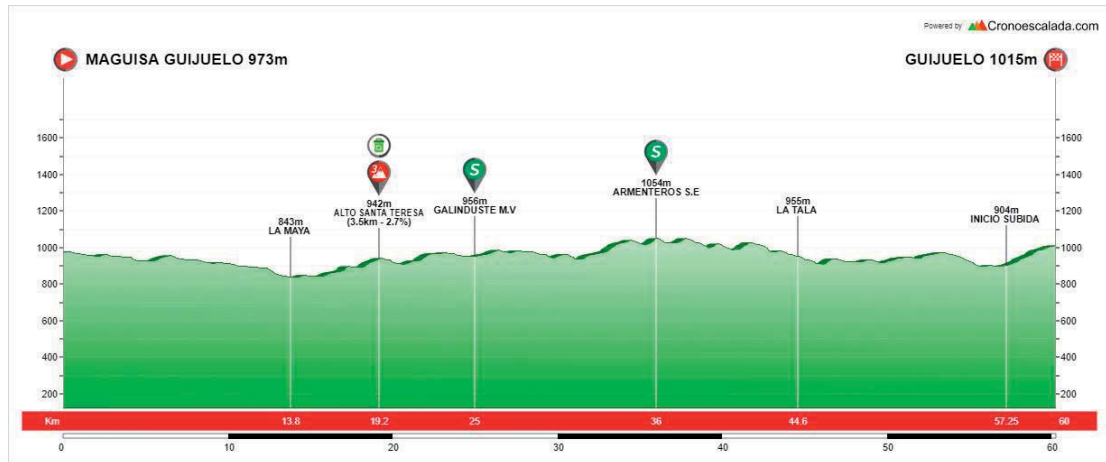 Powered by Cronoescalada.com
MAGUISA GUIJUELO 973m
GUIJUELO 1015m
1600
1400
1200
1000
800
600
400
200
843m
LA MAYA
3ª
942m
ALTO SANTA TERESA
(3.5km - 2.7%)
S
956m
GALINDUSTE M.V
S
1054m
ARMENTEROS S.E
955m
LA TALA
904m
INICIO SUBIDA
1600
1400
1200
1000
800
600
400
200
Km 13.8 19.2 25 36 44.6 57.25 60
0 10 20 30 40 50 60